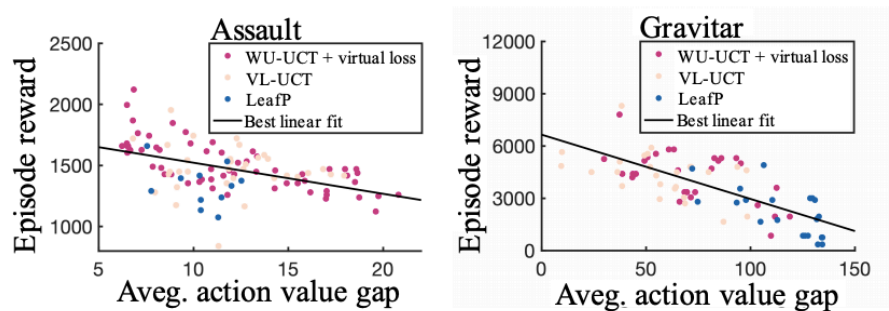 Assault
Episode reward
2500
2000
1500
1000
WU-UCT + virtual loss
VL-UCT
LeafP
Best linear fit
5
10
15
20
Aveg. action value gap
Gravitar
Episode reward
12000
9000
6000
3000
0
WU-UCT + virtual loss
VL-UCT
LeafP
Best linear fit
0
50
100
150
Aveg. action value gap